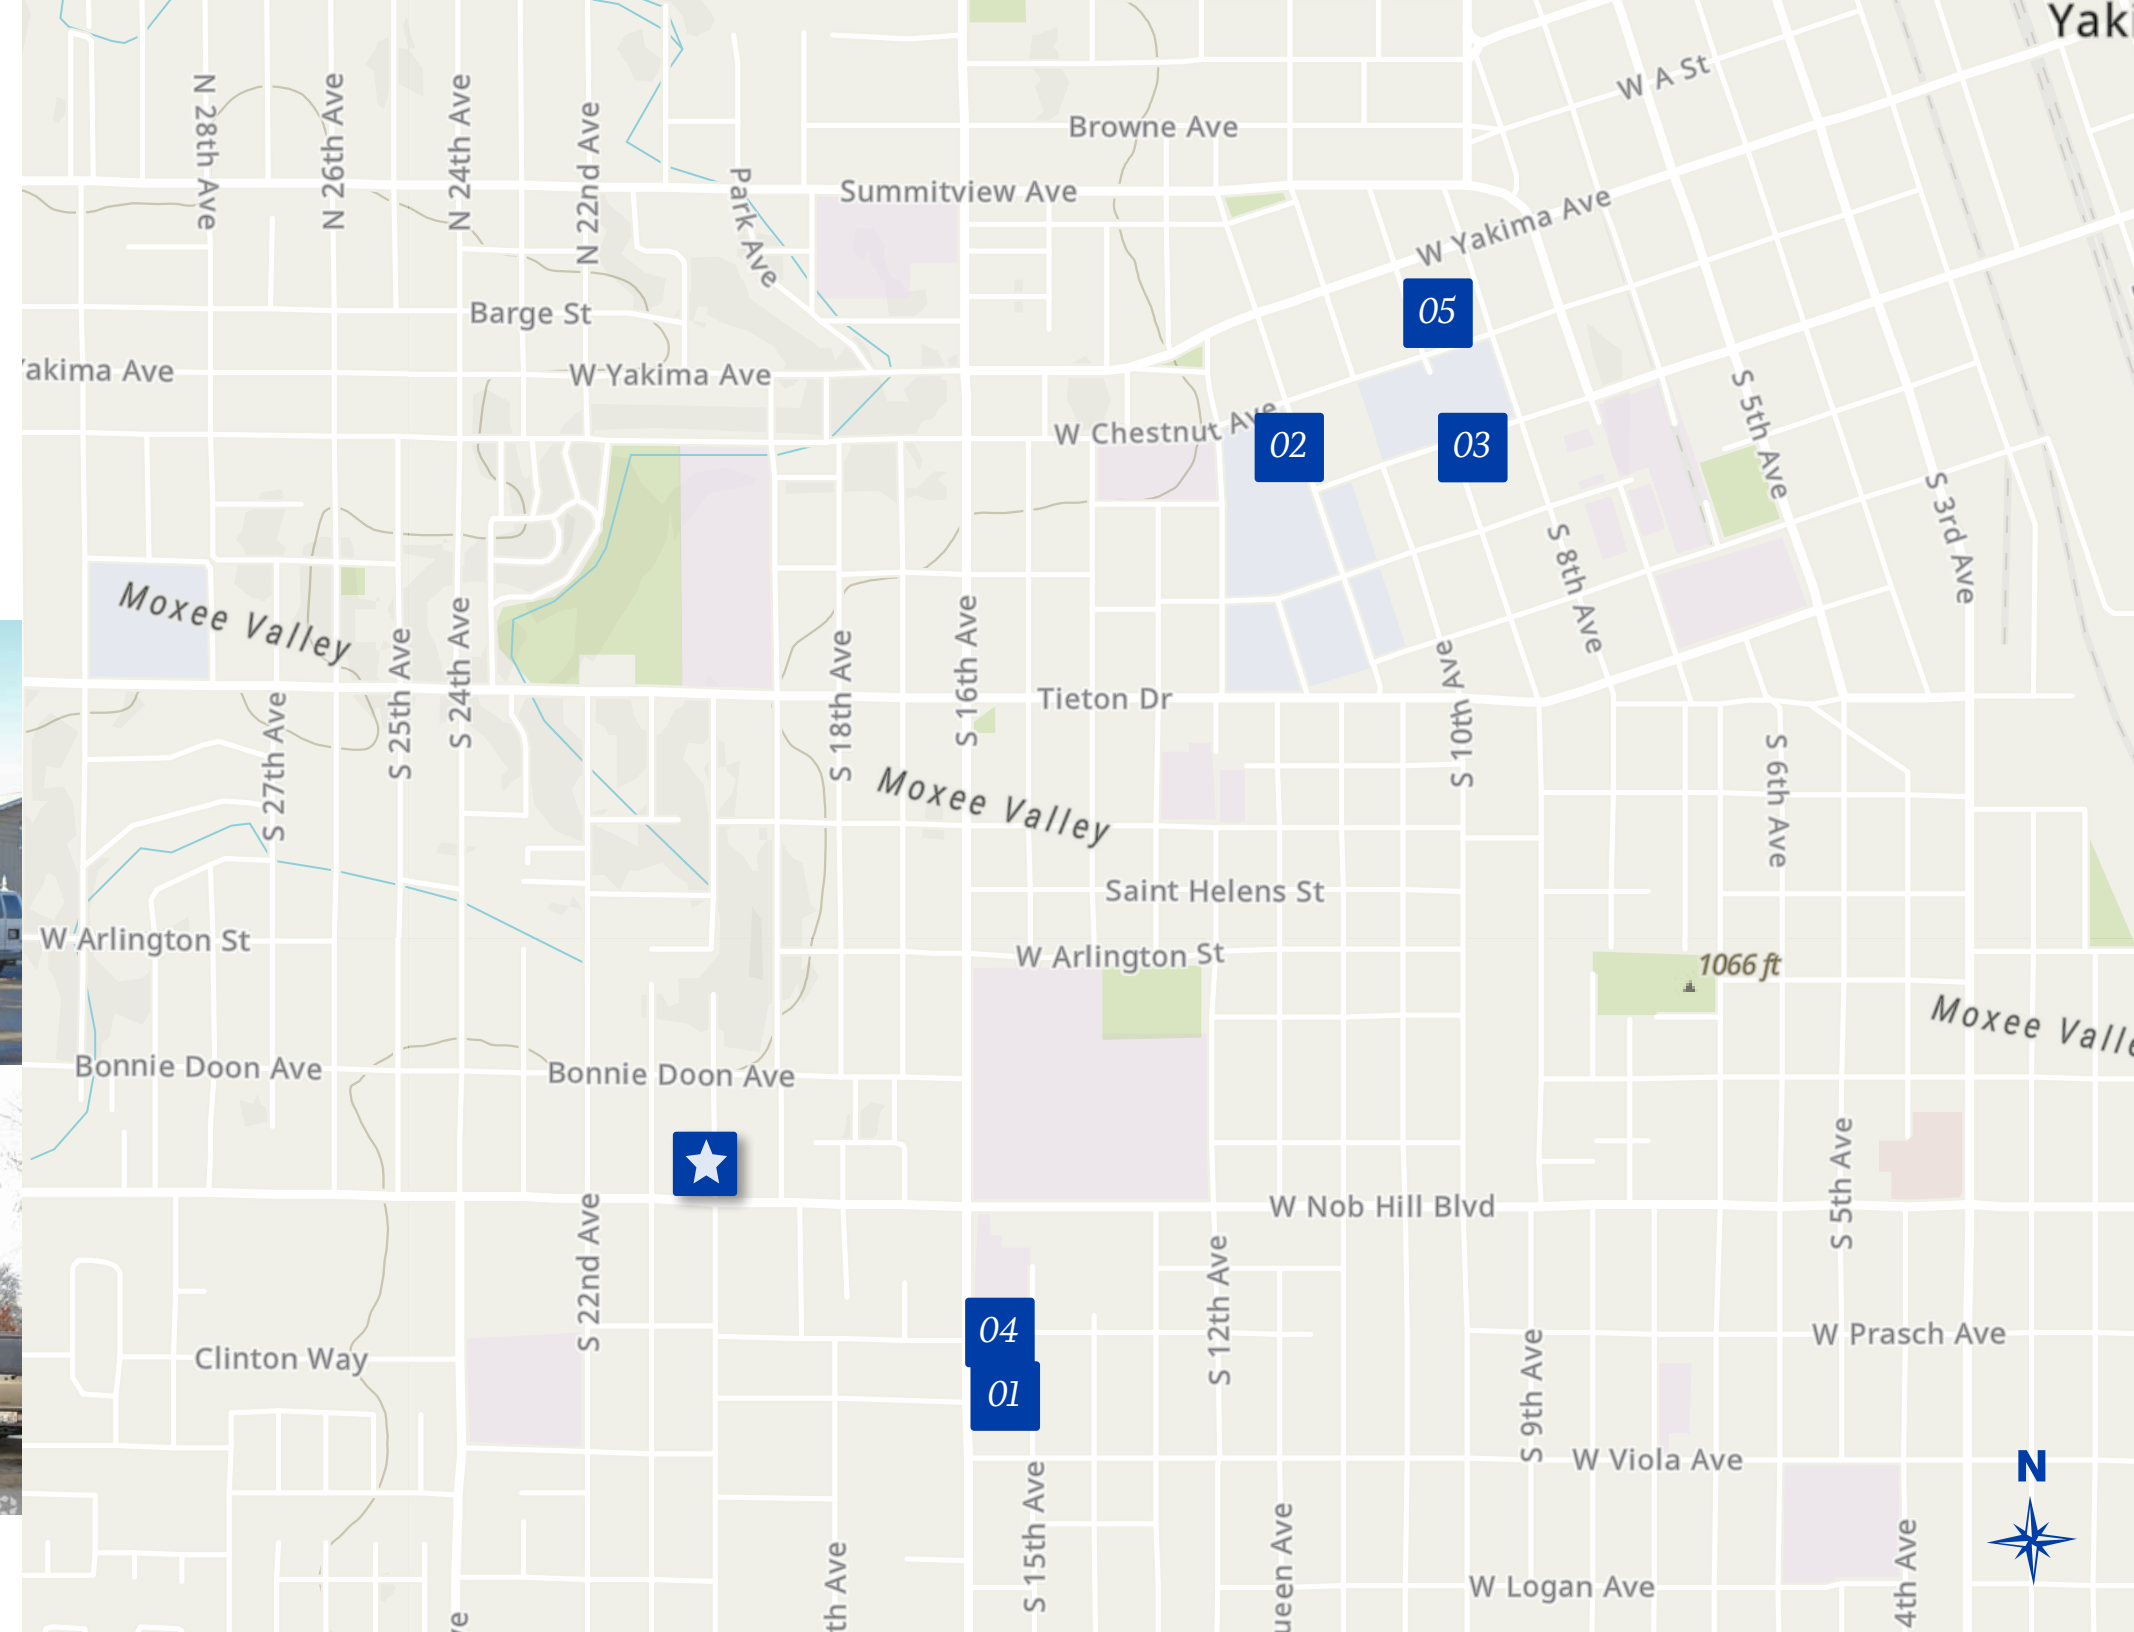 Yaki
W A St
N 28th Ave
N 26th Ave
N 24th Ave
N 22nd Ave
Browne Ave
Park Ave
Summitview Ave
W Yakima Ave
05
Barge St
Yakima Ave
W Yakima Ave
W Chestnut Ave
02
03
S 5th Ave
S 3rd Ave
S 8th Ave
Moxee Valley
S 25th Ave
S 24th Ave
S 18th Ave
S 16th Ave
Tieton Dr
S 10th Ave
S 27th Ave
S 6th Ave
Moxee Valley
Saint Helens St
W Arlington St
W Arlington St
1066 ft
Moxee Valle
Bonnie Doon Ave
Bonnie Doon Ave
S 5th Ave
S 22nd Ave
W Nob Hill Blvd
S 12th Ave
04
Clinton Way
W Prasch Ave
01
S 9th Ave
W Viola Ave
N
S 15th Ave
ueen Ave
th Ave
W Logan Ave
4th Ave
ve